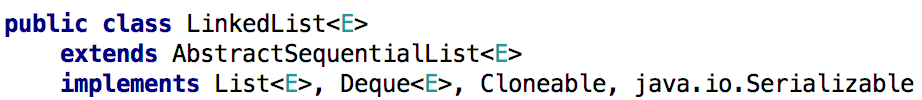 public class LinkedList<E>
    extends AbstractSequentialList<E>
    implements List<E>, Deque<E>, Cloneable, java.io.Serializable